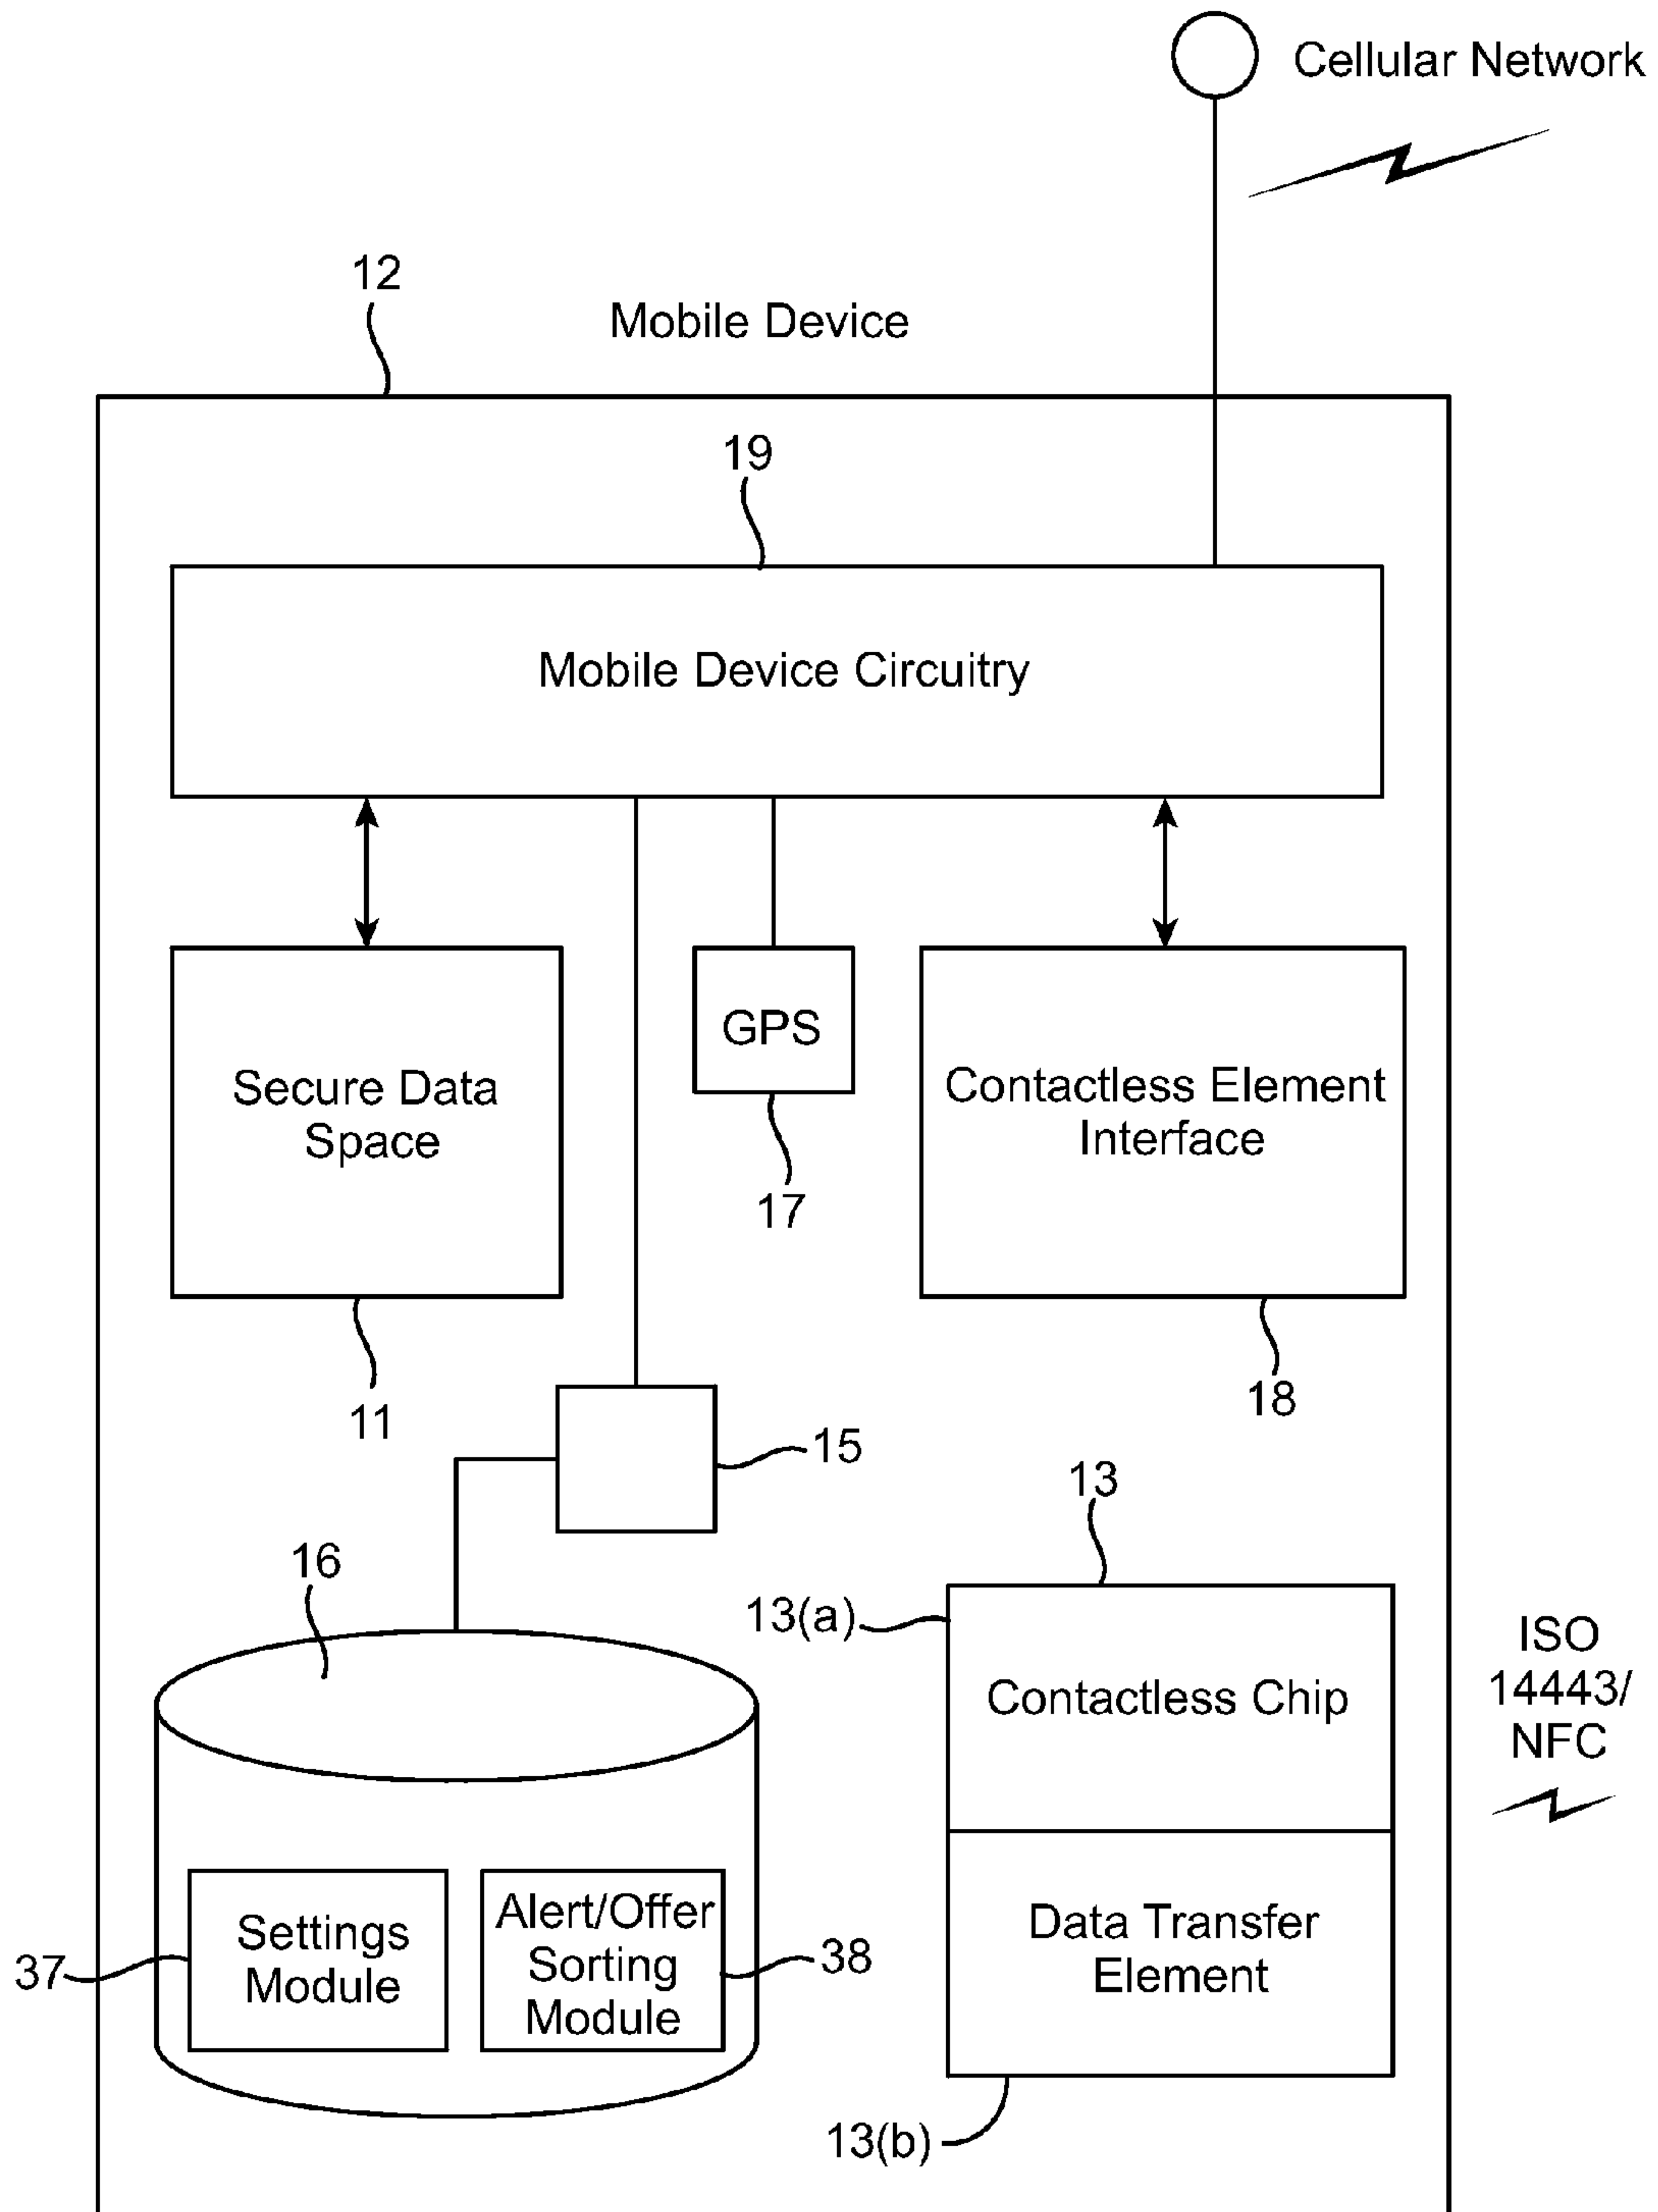 Cellular Network
12
Mobile Device
19
Mobile Device Circuitry
Secure Data
Space
GPS
Contactless Element
Interface
17
11
18
15
13
16
13(a)
Contactless Chip
ISO
14443/
NFC
Settings
Module
Alert/Offer
Sorting
Module
37
38
Data Transfer
Element
13(b)